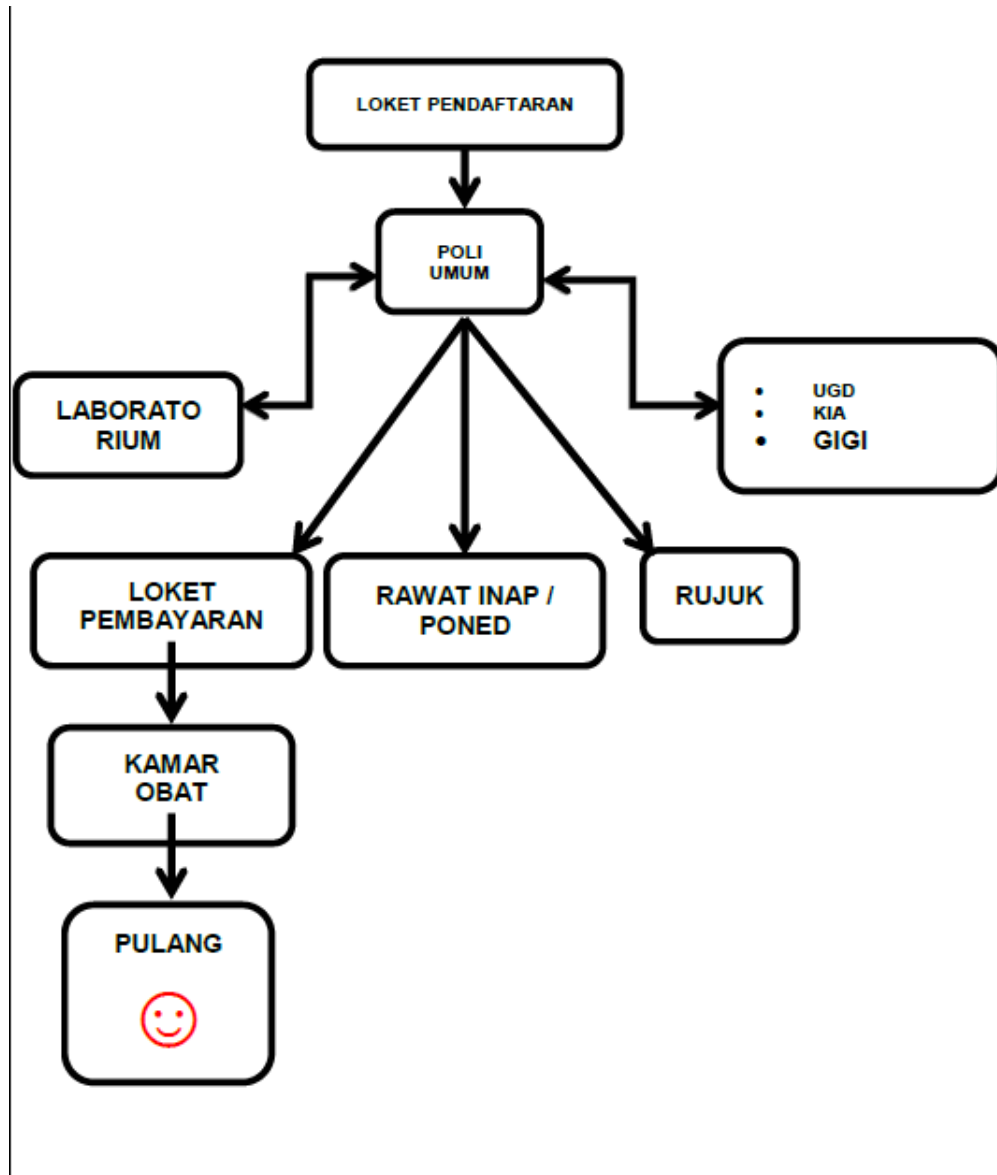 LOKET PENDAFTARAN
POLI
UMUM
LABORATO
RIUM
• UGD
• KIA
• GIGI
LOKET
PEMBAYARAN
RAWAT INAP /
PONED
RUJUK
KAMAR
OBAT
PULANG